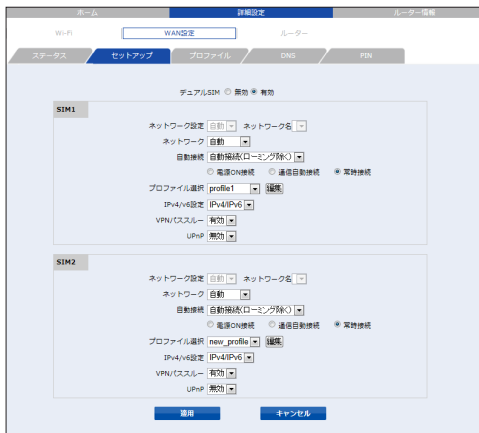 ホーム 詳細設定 ルーター情報
Wi-Fi WAN設定 ルーター
ステータス セットアップ プロファイル DNS PIN
デュアルSIM 無効 有効
SIM1
ネットワーク設定 自動 ネットワーク名
ネットワーク 自動
自動接続 自動接続(ローミング除く)
電源ON接続 通信自動接続 常時接続
プロファイル選択 profile1 編集
IPv4/v6設定 IPv4/IPv6
VPNパススルー 有効
UPnP 無効
SIM2
ネットワーク設定 自動 ネットワーク名
ネットワーク 自動
自動接続 自動接続(ローミング除く)
電源ON接続 通信自動接続 常時接続
プロファイル選択 new_profile 編集
IPv4/v6設定 IPv4/IPv6
VPNパススルー 有効
UPnP 無効
適用 キャンセル